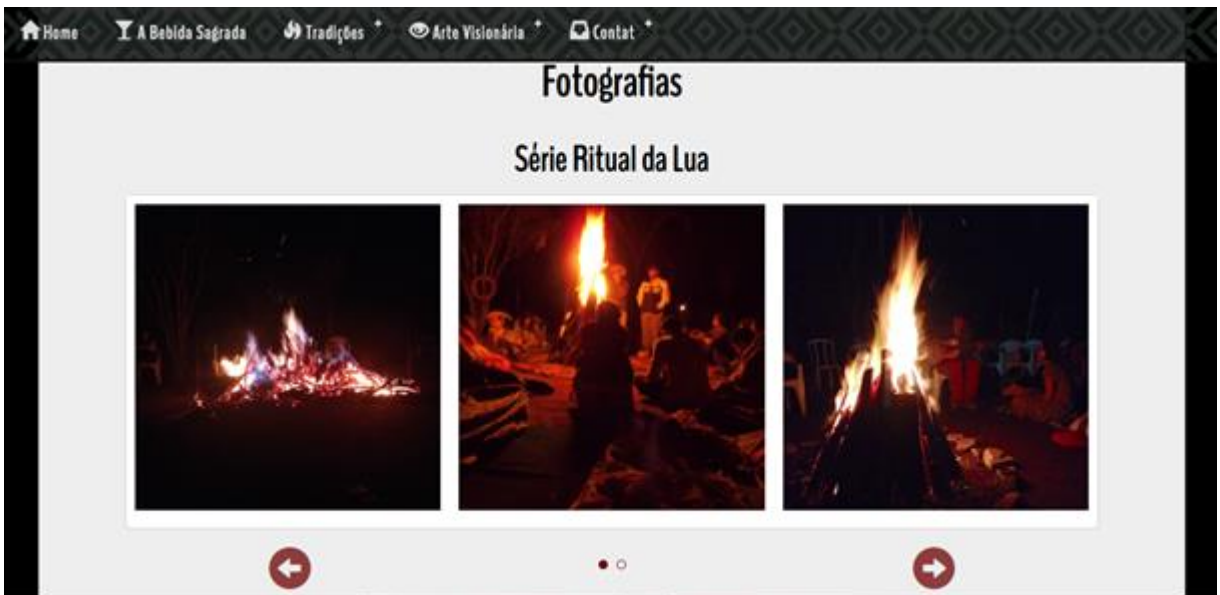 Home A Bebida Sagrada Tradições + Arte Visionária + Contat +
Fotografias
Série Ritual da Lua